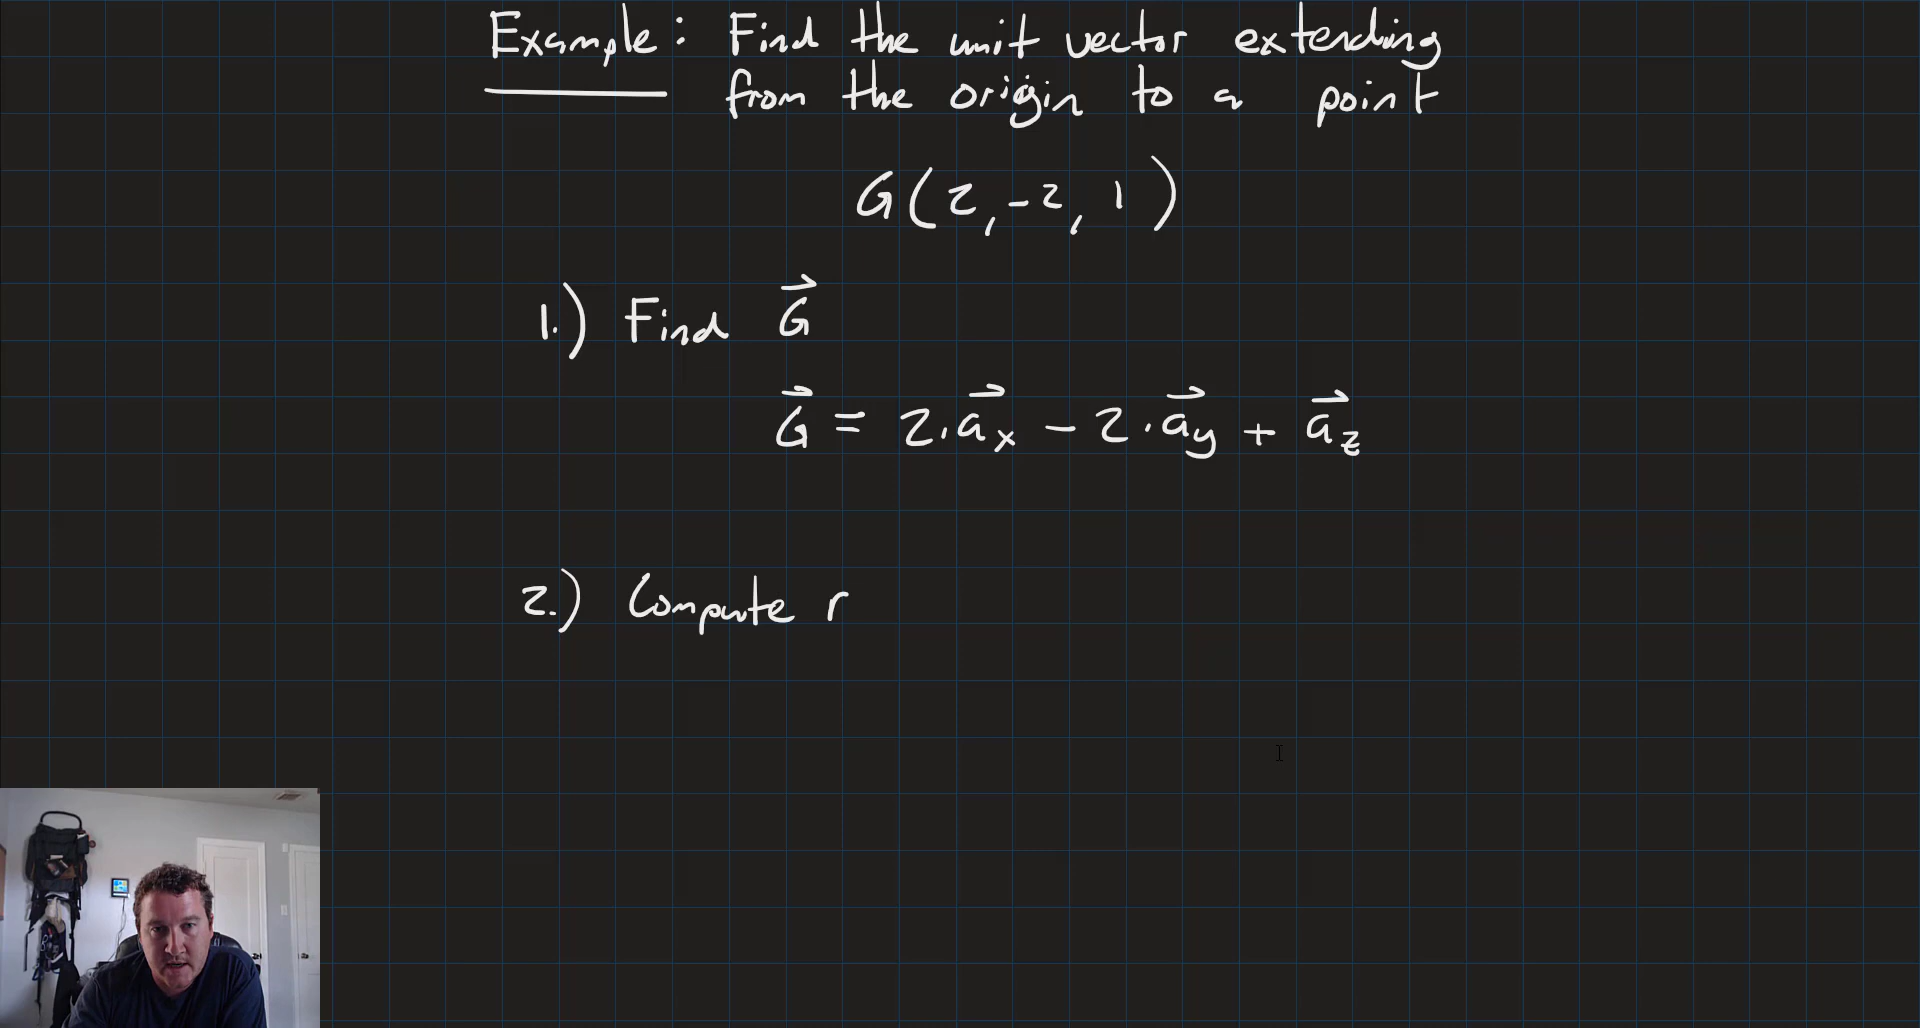 Example: Find the unit vector extending
from the origin to a point
G(2,-2, 1)
1.) Find G⃗
G⃗ = 2·a⃗x - 2·a⃗y + a⃗z
2.) Compute r